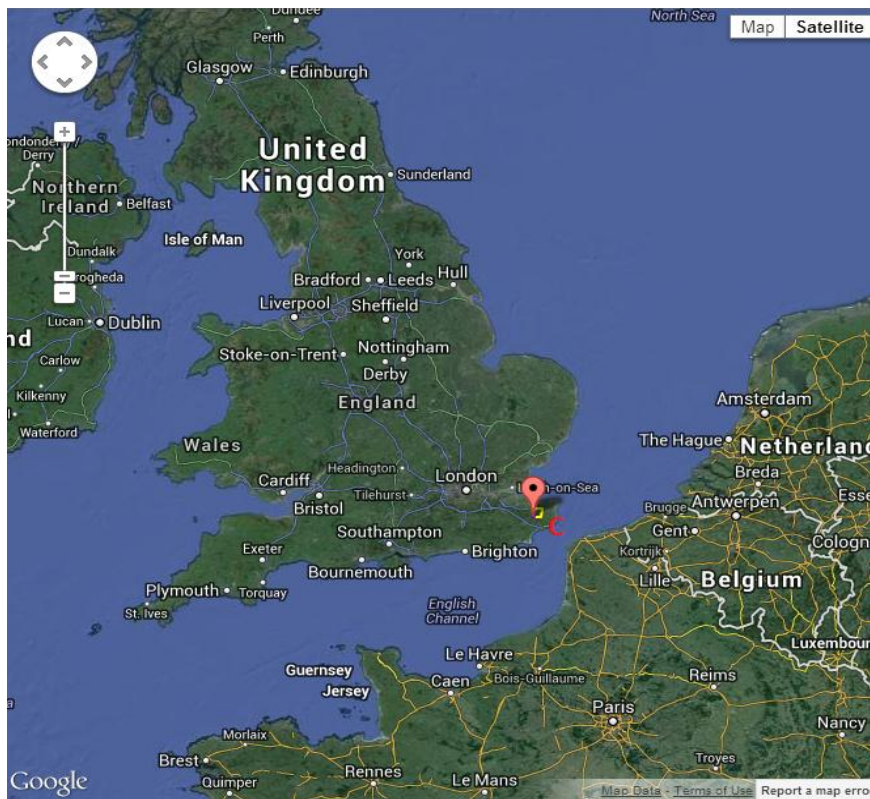 Dundee
North Sea
Map
Satellite
Perth
Glasgow
Edinburgh
United
Kingdom
Sunderland
Derry
Northern
Ireland
Belfast
Isle of Man
York
Dundalk
Bradford
Leeds
Hull
Liverpool
Sheffield
Lucan
Dublin
Stoke-on-Trent
Nottingham
Carlow
Derby
Kilkenny
England
Amsterdam
Waterford
Wales
The Hague
Netherland
Headington
Breda
Cardiff
Tilehurst
London
-on-Sea
Bristol
Brugge
Antwerpen
Esse
Southampton
C
Gent
Exeter
Brighton
Kortrijk
Cologn
Bournemouth
Lille
Belgium
Plymouth
Torquay
St. Ives
English
Channel
Luxembour
Le Havre
Guernsey
Bois-Guillaume
Reims
Jersey
Caen
Paris
Nancy
Morlaix
Brest
Troyes
Rennes
Quimper
Le Mans
Google
Map Data - Terms of Use Report a map erro